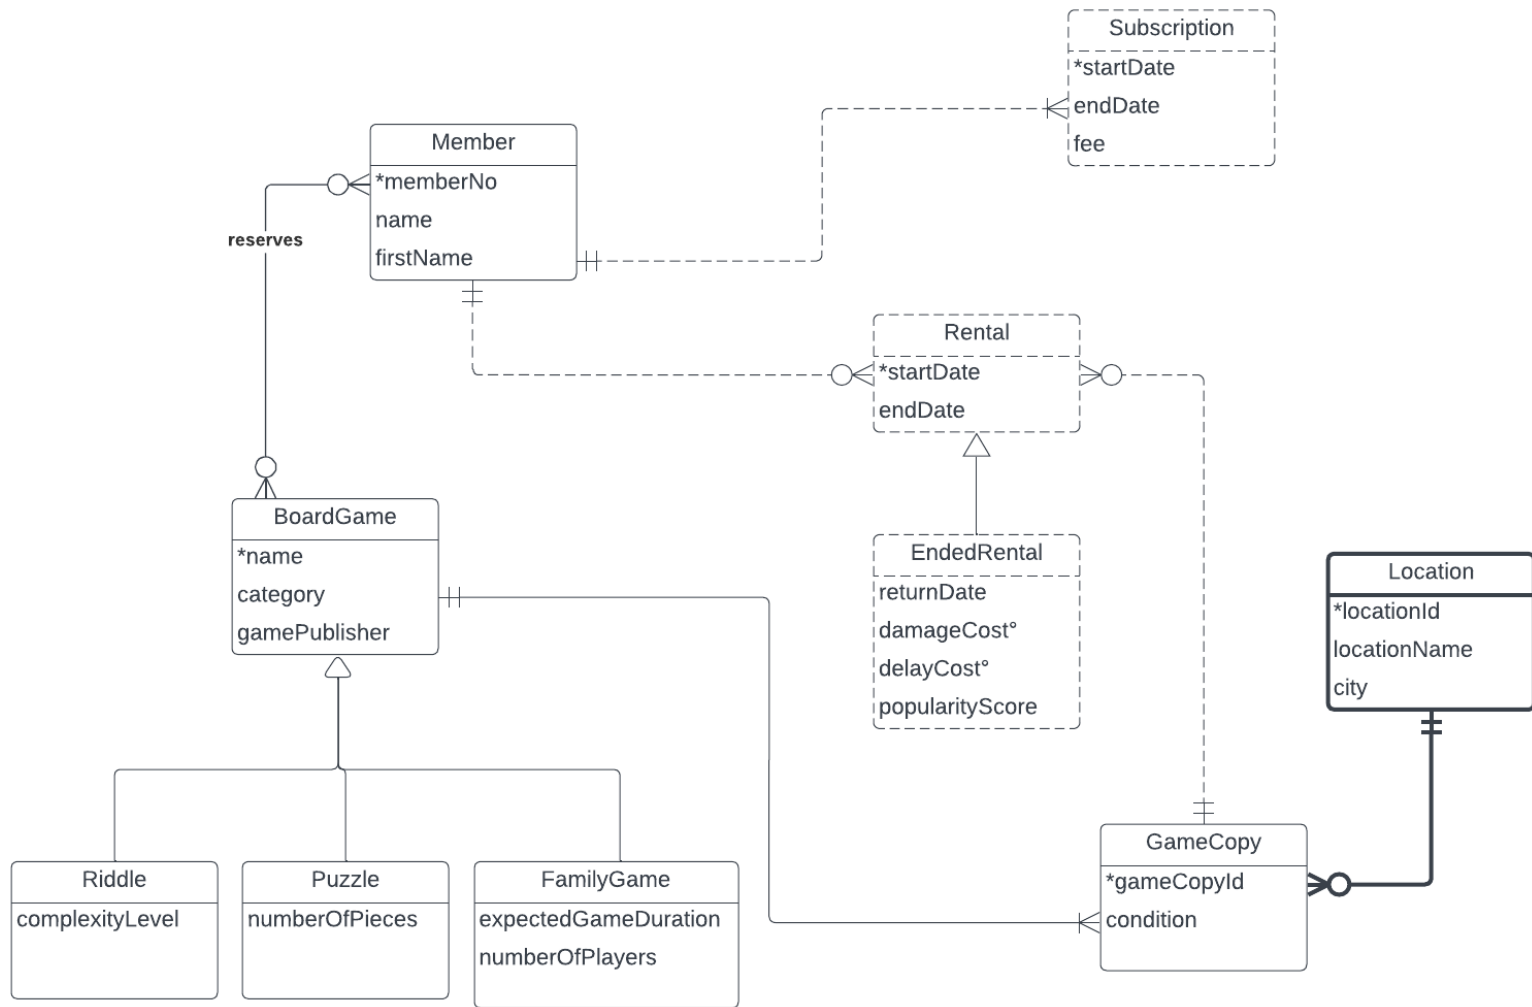 Subscription
*startDate
endDate
fee
Member
*memberNo
name
firstName
reserves
Rental
*startDate
endDate
BoardGame
*name
category
gamePublisher
EndedRental
returnDate
damageCost°
delayCost°
popularityScore
Location
*locationId
locationName
city
GameCopy
*gameCopyId
condition
Riddle
complexityLevel
Puzzle
numberOfPieces
FamilyGame
expectedGameDuration
numberOfPlayers